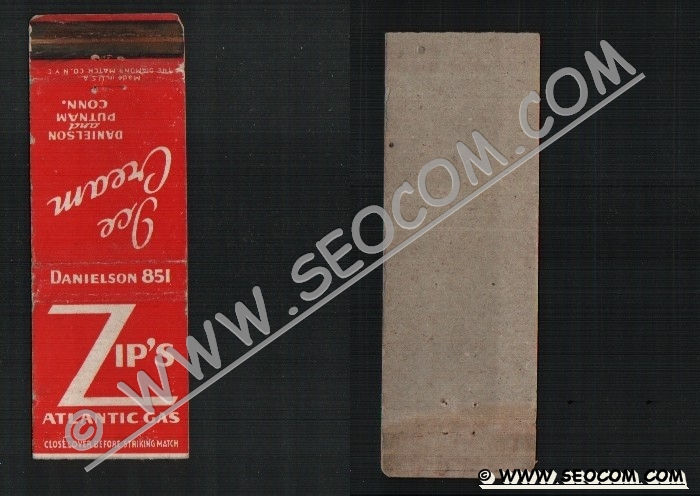 THE DIAMOND MATCH CO. N.Y.C.
Made in U.S.A.
DANIELSON
and
PUTNAM
CONN.
Ice
Cream
DANIELSON 851
ZIP'S
ATLANTIC GAS
CLOSE COVER BEFORE STRIKING MATCH
© WWW.SEOCOM.COM
© WWW.SEOCOM.COM